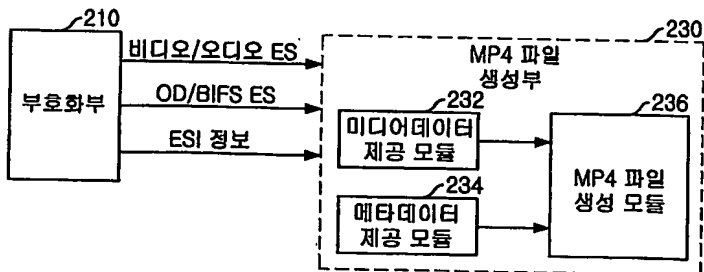 210
부호화부
비디오/오디오 ES
OD/BIFS ES
ESI 정보
230
MP4 파일
생성부
232
미디어데이터
제공 모듈
234
메타데이터
제공 모듈
236
MP4 파일
생성 모듈